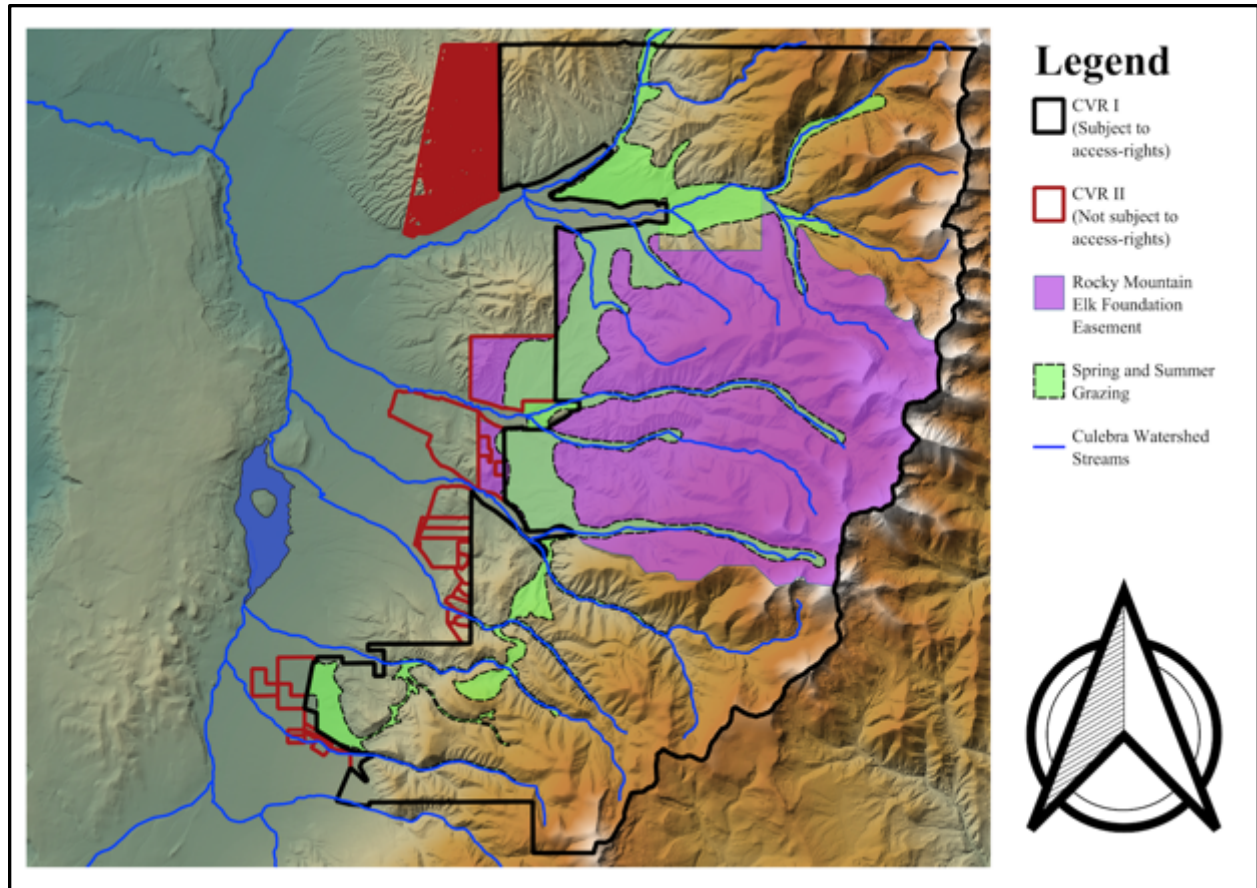 Legend
CVR I
(Subject to
access-rights)
CVR II
(Not subject to
access-rights)
Rocky Mountain
Elk Foundation
Easement
Spring and Summer
Grazing
Culebra Watershed
Streams